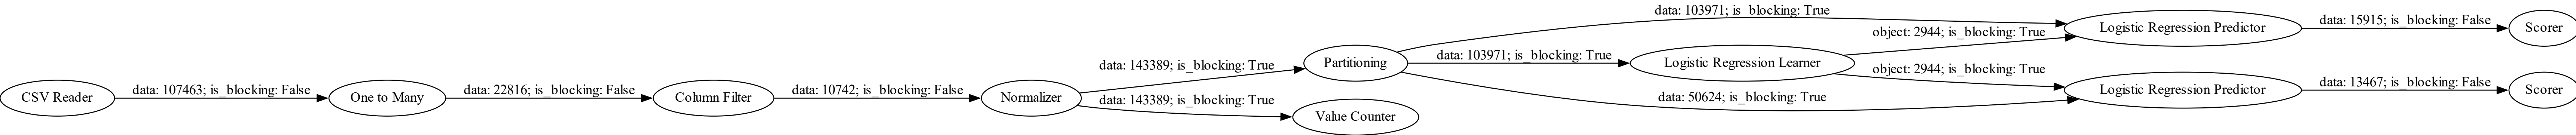 CSV Reader
data: 107463; is_blocking: False
One to Many
data: 22816; is_blocking: False
Column Filter
data: 10742; is_blocking: False
Normalizer
data: 143389; is_blocking: True
data: 143389; is_blocking: True
Partitioning
Value Counter
data: 103971; is_blocking: True
data: 103971; is_blocking: True
data: 50624; is_blocking: True
Logistic Regression Learner
object: 2944; is_blocking: True
object: 2944; is_blocking: True
Logistic Regression Predictor
Logistic Regression Predictor
data: 15915; is_blocking: False
data: 13467; is_blocking: False
Scorer
Scorer